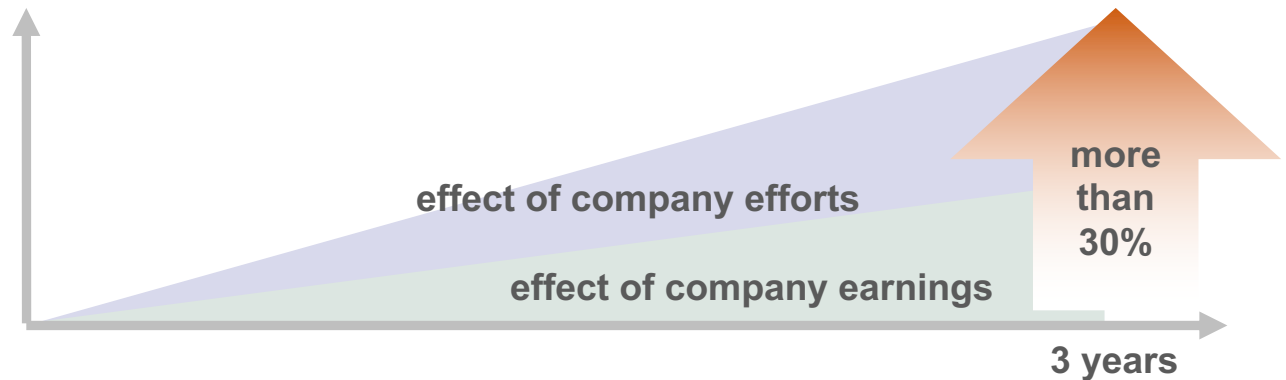 effect of company efforts
more
than
30%
effect of company earnings
3 years